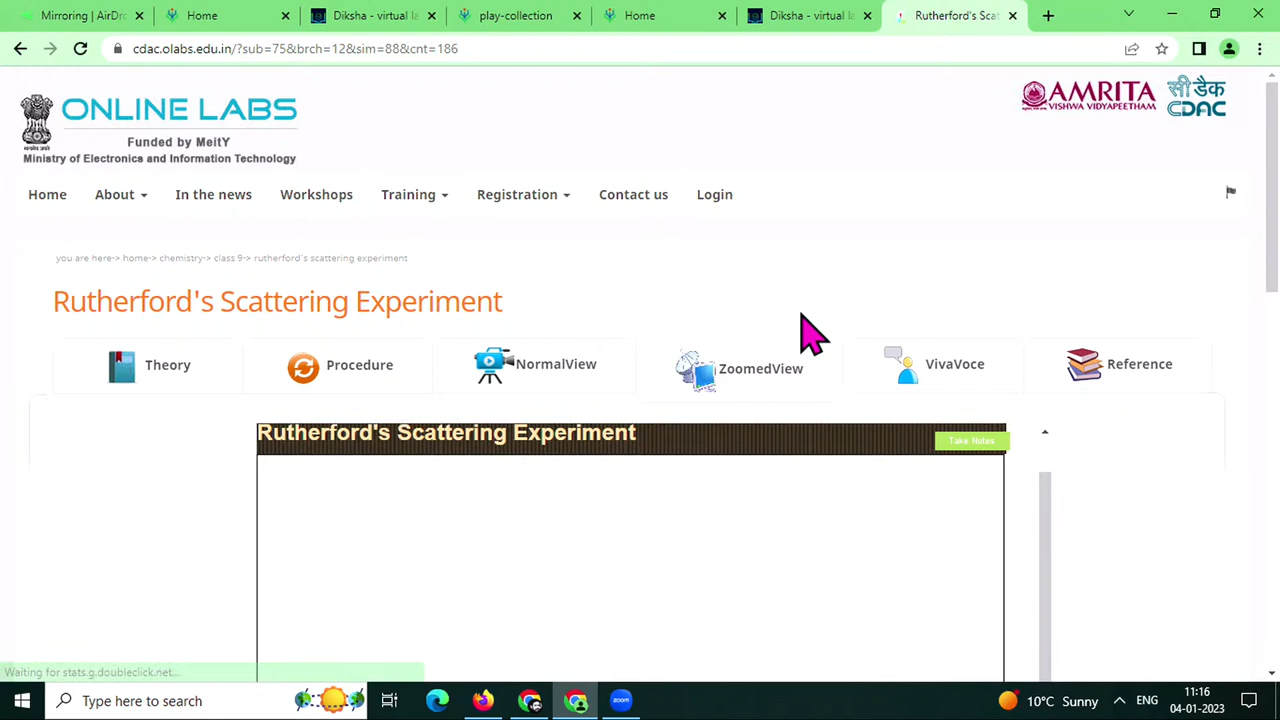 Mirroring | AirDro
Home
Diksha - virtual la
play-collection
Home
Diksha - virtual la
Rutherford's Scat
cdac.olabs.edu.in/?sub=75&brch=12&sim=88&cnt=186
ONLINE LABS
Funded by MeitY
Ministry of Electronics and Information Technology
AMRITA
VISHWA VIDYAPEETHAM
सी डैक
CDAC
Home About In the news Workshops Training Registration Contact us Login
you are here-> home-> chemistry-> class 9-> rutherford's scattering experiment
Rutherford's Scattering Experiment
Theory Procedure NormalView ZoomedView VivaVoce Reference
Rutherford's Scattering Experiment
Take Notes
Waiting for stats.g.doubleclick.net...
Type here to search
zoom
10°C Sunny
ENG
11:16
04-01-2023